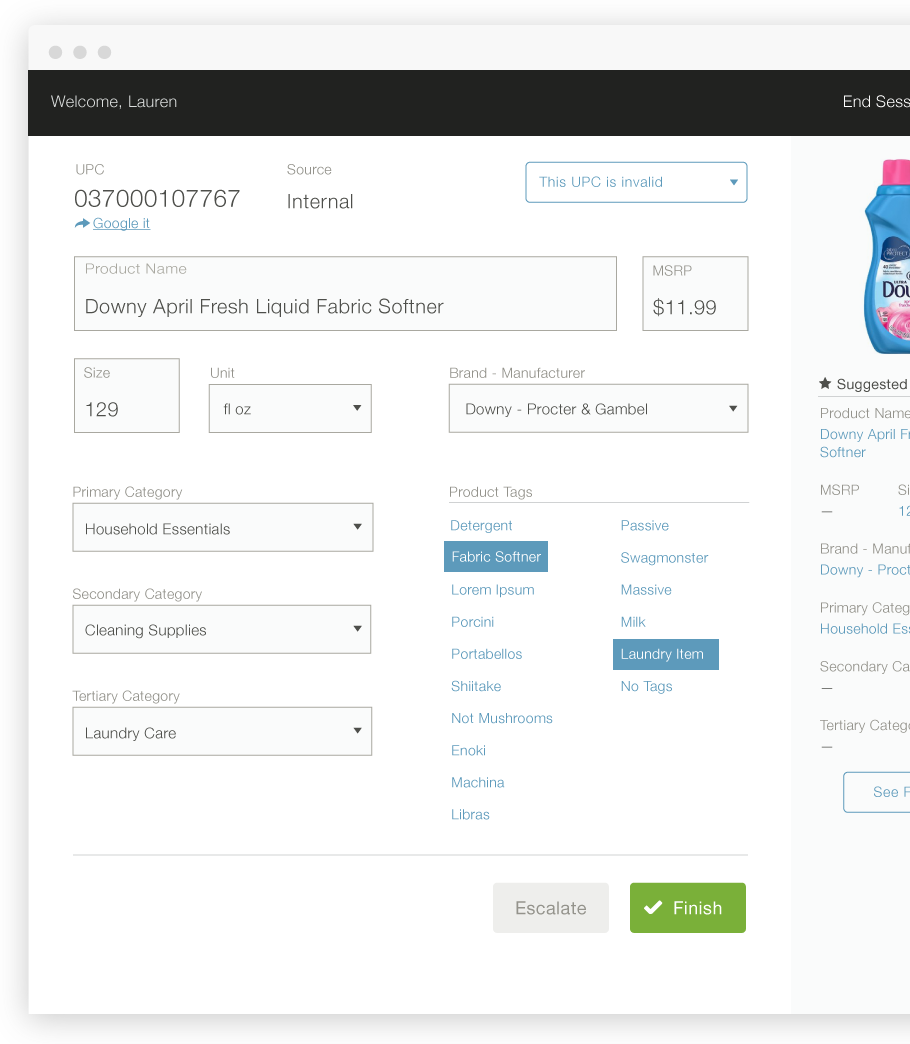 Welcome, Lauren
End Sess
UPC
037000107767
Google it
Source
Internal
This UPC is invalid
Product Name
Downy April Fresh Liquid Fabric Softner
MSRP
$11.99
Size
129
Unit
fl oz
Brand - Manufacturer
Downy - Procter & Gambel
Primary Category
Household Essentials
Secondary Category
Cleaning Supplies
Tertiary Category
Laundry Care
Product Tags
Detergent
Fabric Softner
Lorem Ipsum
Porcini
Portabellos
Shiitake
Not Mushrooms
Enoki
Machina
Libras
Passive
Swagmonster
Massive
Milk
Laundry Item
No Tags
Escalate
Finish
ULTRA
Dou
Suggested
Product Name
Downy April Fr
Softner
MSRP
—
Si
12
Brand - Manuf
Downy - Proct
Primary Categ
Household Ess
Secondary Ca
—
Tertiary Catego
—
See F